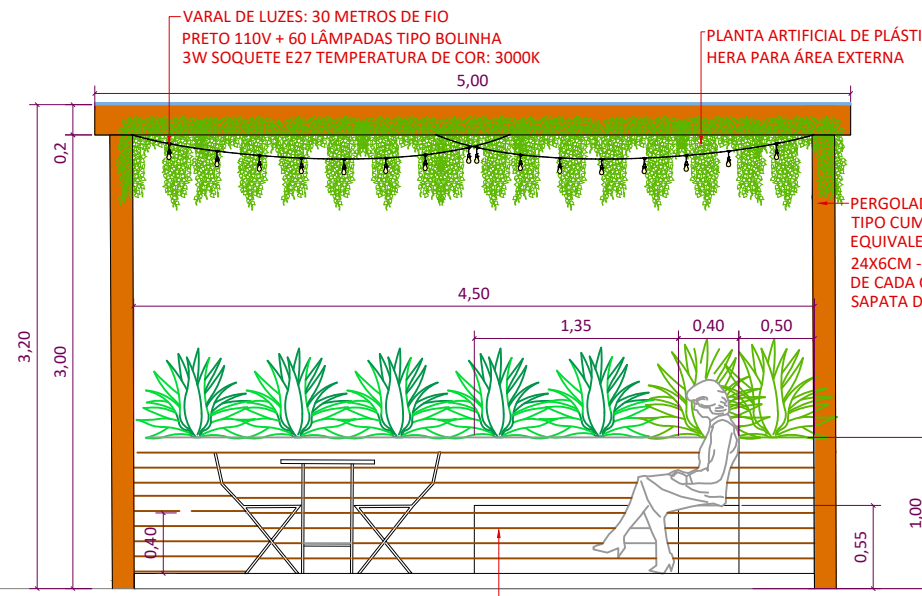 VARAL DE LUZES: 30 METROS DE FIO
PRETO 110V + 60 LÂMPADAS TIPO BOLINHA
3W SOQUETE E27 TEMPERATURA DE COR: 3000K
PLANTA ARTIFICIAL DE PLÁSTI
HERA PARA ÁREA EXTERNA
5,00
0,2
PERGOLAD
TIPO CUM
EQUIVALE
24X6CM -
DE CADA
SAPATA D
4,50
1,35
0,40
0,50
3,20
3,00
0,40
0,55
1,00